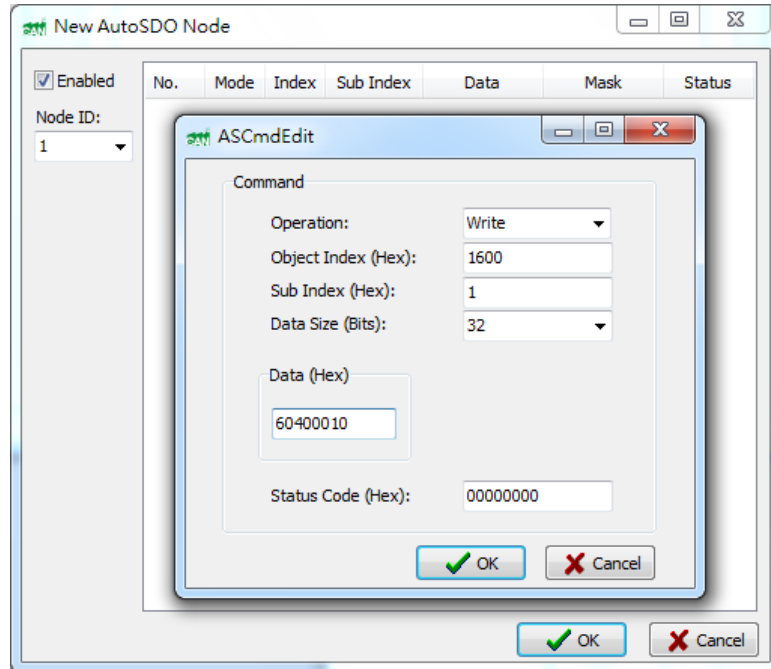 New AutoSDO Node
Enabled
No. Mode Index Sub Index Data Mask Status
Node ID:
1
ASCmdEdit
Command
Operation: Write
Object Index (Hex): 1600
Sub Index (Hex): 1
Data Size (Bits): 32
Data (Hex)
60400010
Status Code (Hex): 00000000
OK Cancel
OK Cancel